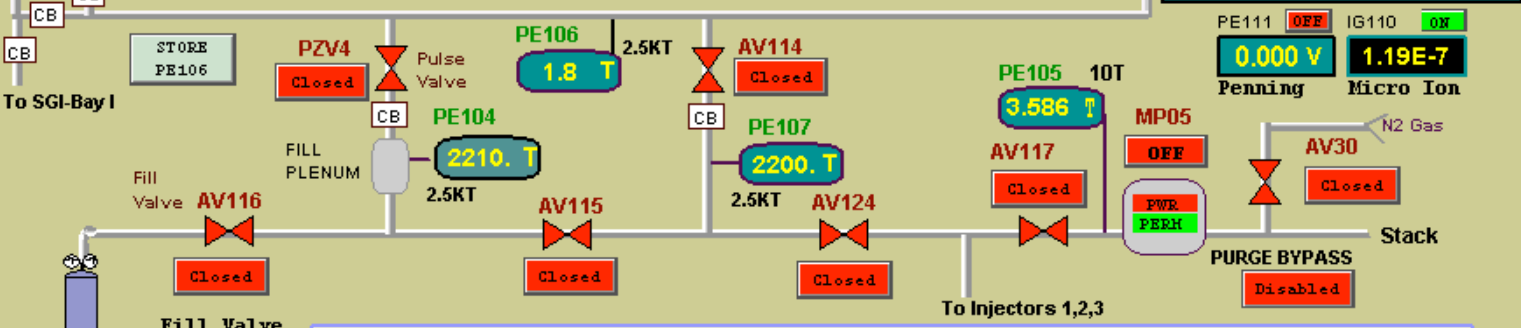 CB
CB
To SGI-Bay I
STORE
PE106
PZV4
Closed
Pulse
Valve
CB
PE106
1.8 T
2.5KT
AV114
Closed
CB
PE104
2210. T
2.5KT
FILL
PLENUM
Fill
Valve
AV116
Closed
AV115
Closed
PE107
2200. T
2.5KT
AV124
Closed
PE105
10T
3.586 T
AV117
Closed
To Injectors 1,2,3
MP05
OFF
PWR
PERM
PE111
OFF
0.000 V
Penning
IG110
ON
1.19E-7
Micro Ion
N2 Gas
AV30
Closed
Stack
PURGE BYPASS
Disabled
Fill Valve